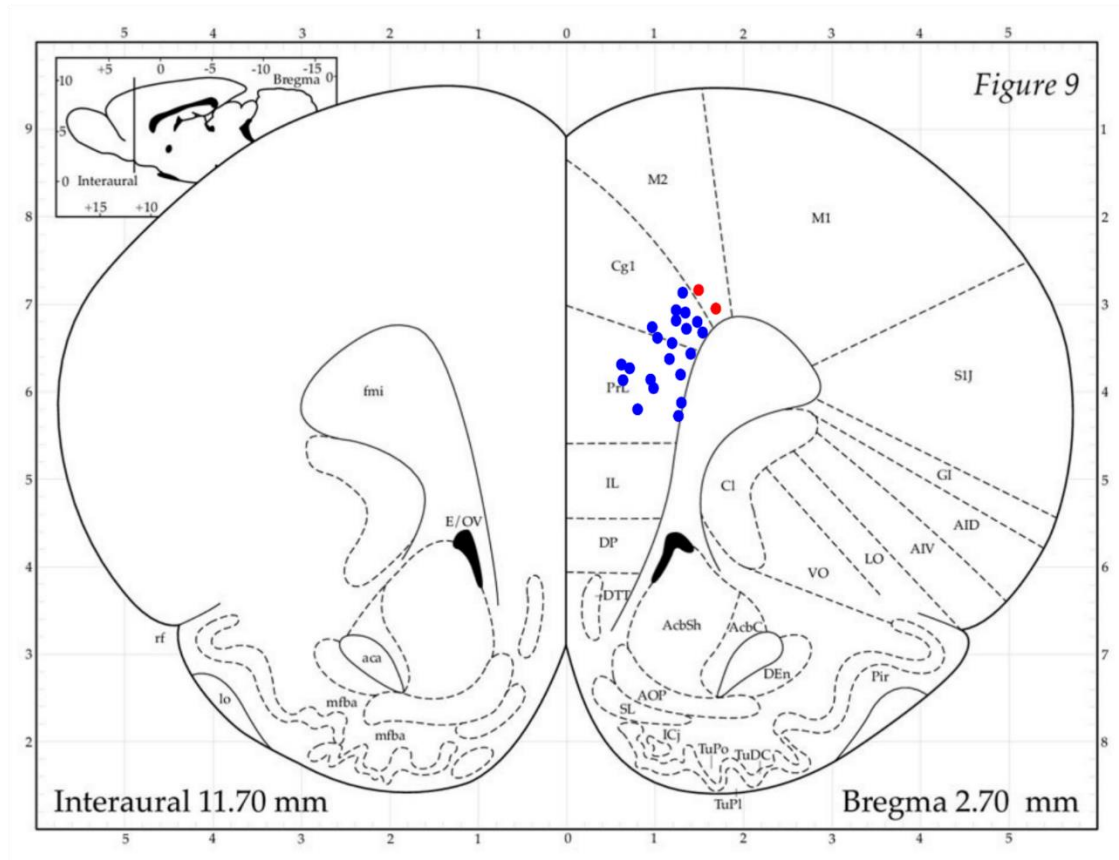 5 4 3 2 1 0 1 2 3 4 5
+5 0 -5 -10 -15
Bregma
10
0
5
0
Interaural
+15 +10
Figure 9
9
8
7
6
5
4
3
2
1
2
3
4
5
6
7
8
M2
M1
Cg1
S1J
fmi
PrL
IL
Cl
GI
E/OV
AID
DP
AIV
LO
VO
DTT
AcbSh
AcbC
rf
aca
DEn
Pir
lo
mfba
AOP
SL
mfba
ICj
TuPo
TuDC
TuPl
Interaural 11.70 mm
Bregma 2.70 mm
5 4 3 2 1 0 1 2 3 4 5